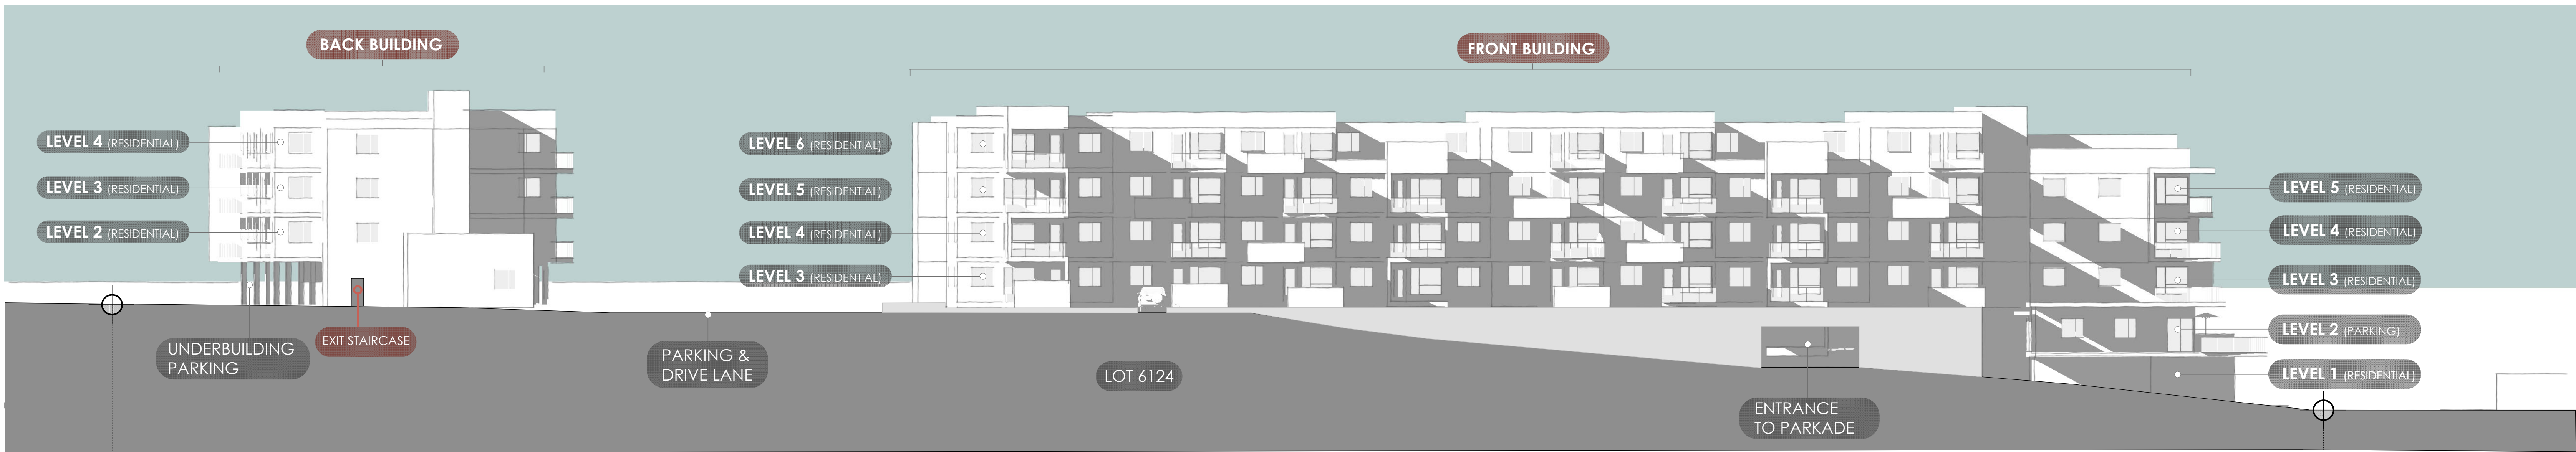 BACK BUILDING
FRONT BUILDING
LEVEL 4 (RESIDENTIAL)
LEVEL 3 (RESIDENTIAL)
LEVEL 2 (RESIDENTIAL)
UNDERBUILDING
PARKING
EXIT STAIRCASE
LEVEL 6 (RESIDENTIAL)
LEVEL 5 (RESIDENTIAL)
LEVEL 4 (RESIDENTIAL)
LEVEL 3 (RESIDENTIAL)
PARKING &
DRIVE LANE
LOT 6124
ENTRANCE
TO PARKADE
LEVEL 5 (RESIDENTIAL)
LEVEL 4 (RESIDENTIAL)
LEVEL 3 (RESIDENTIAL)
LEVEL 2 (PARKING)
LEVEL 1 (RESIDENTIAL)